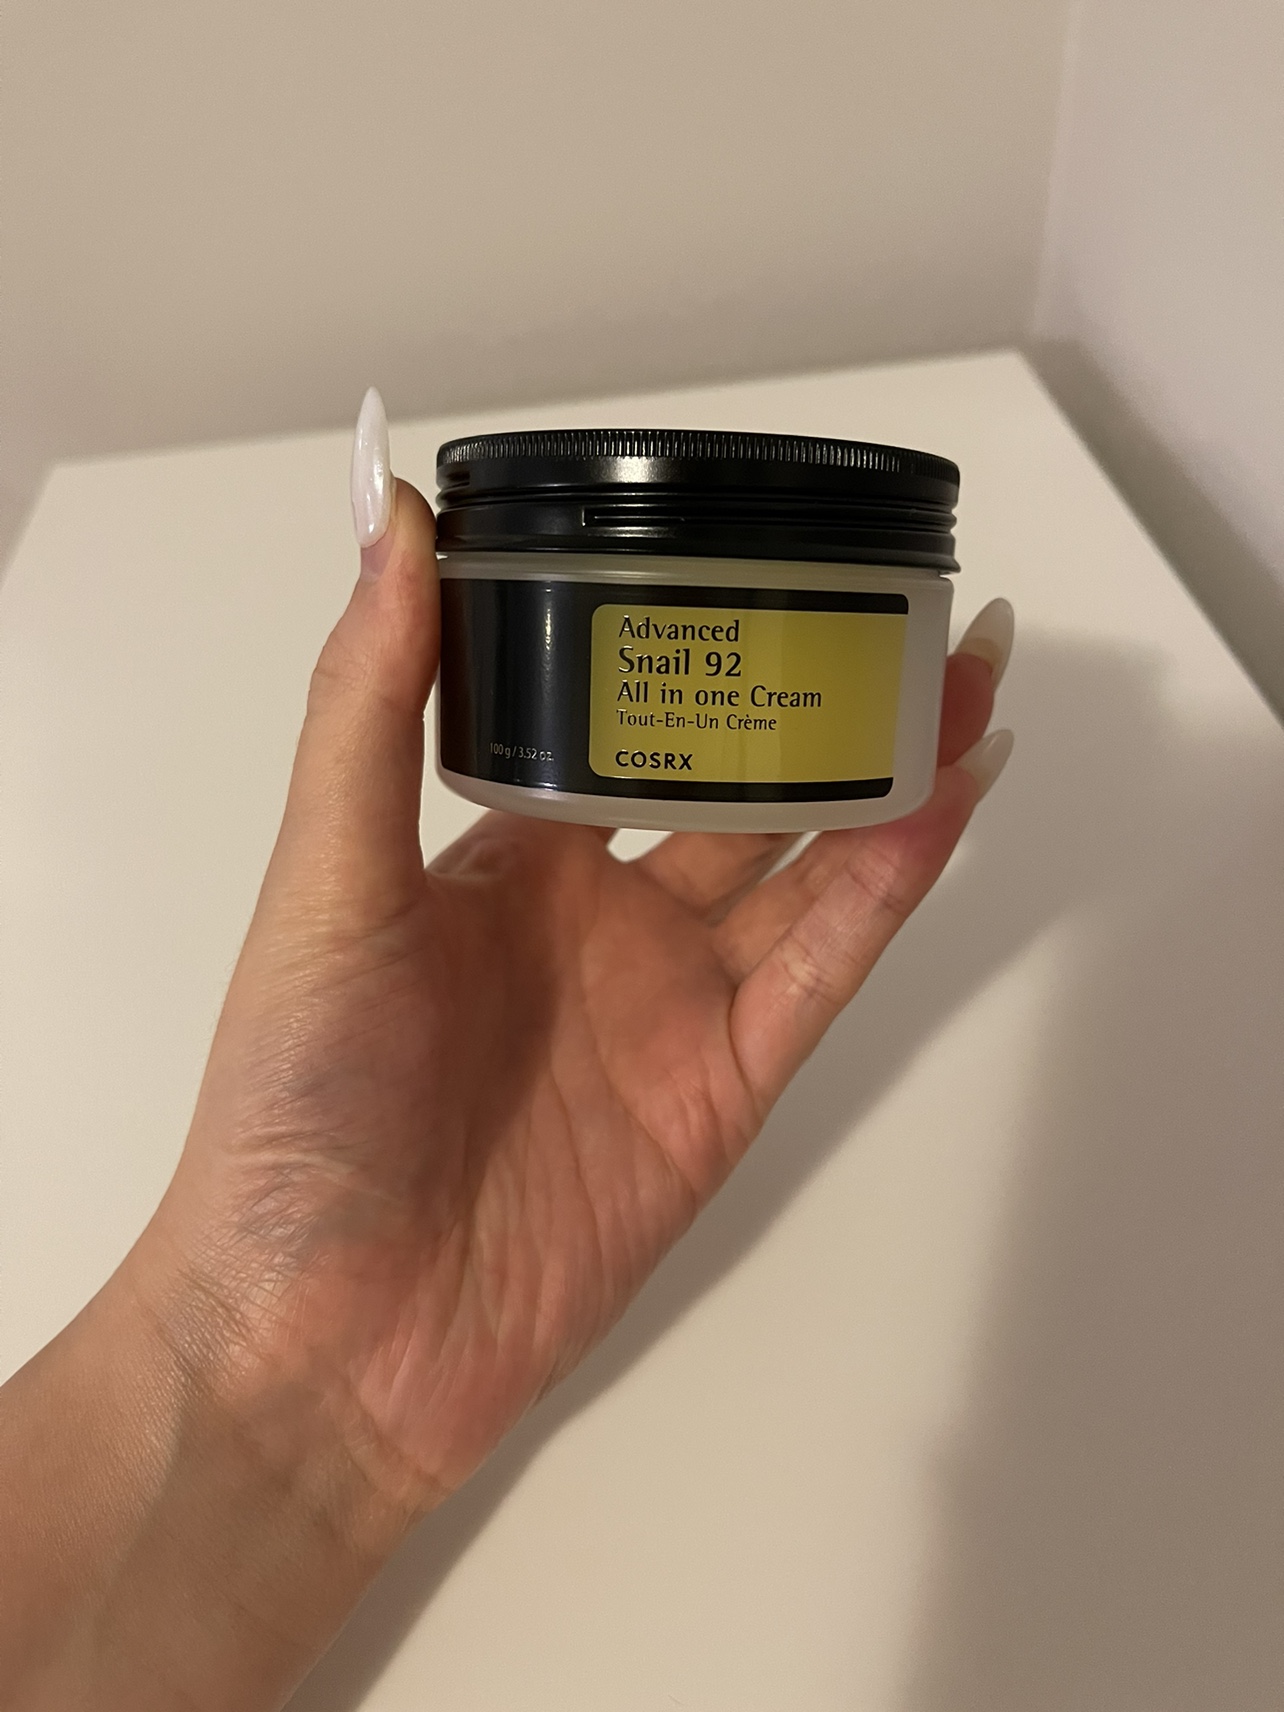 Advanced
Snail 92
All in one Cream
Tout-En-Un Crème
COSRX
100 g / 3.52 oz.